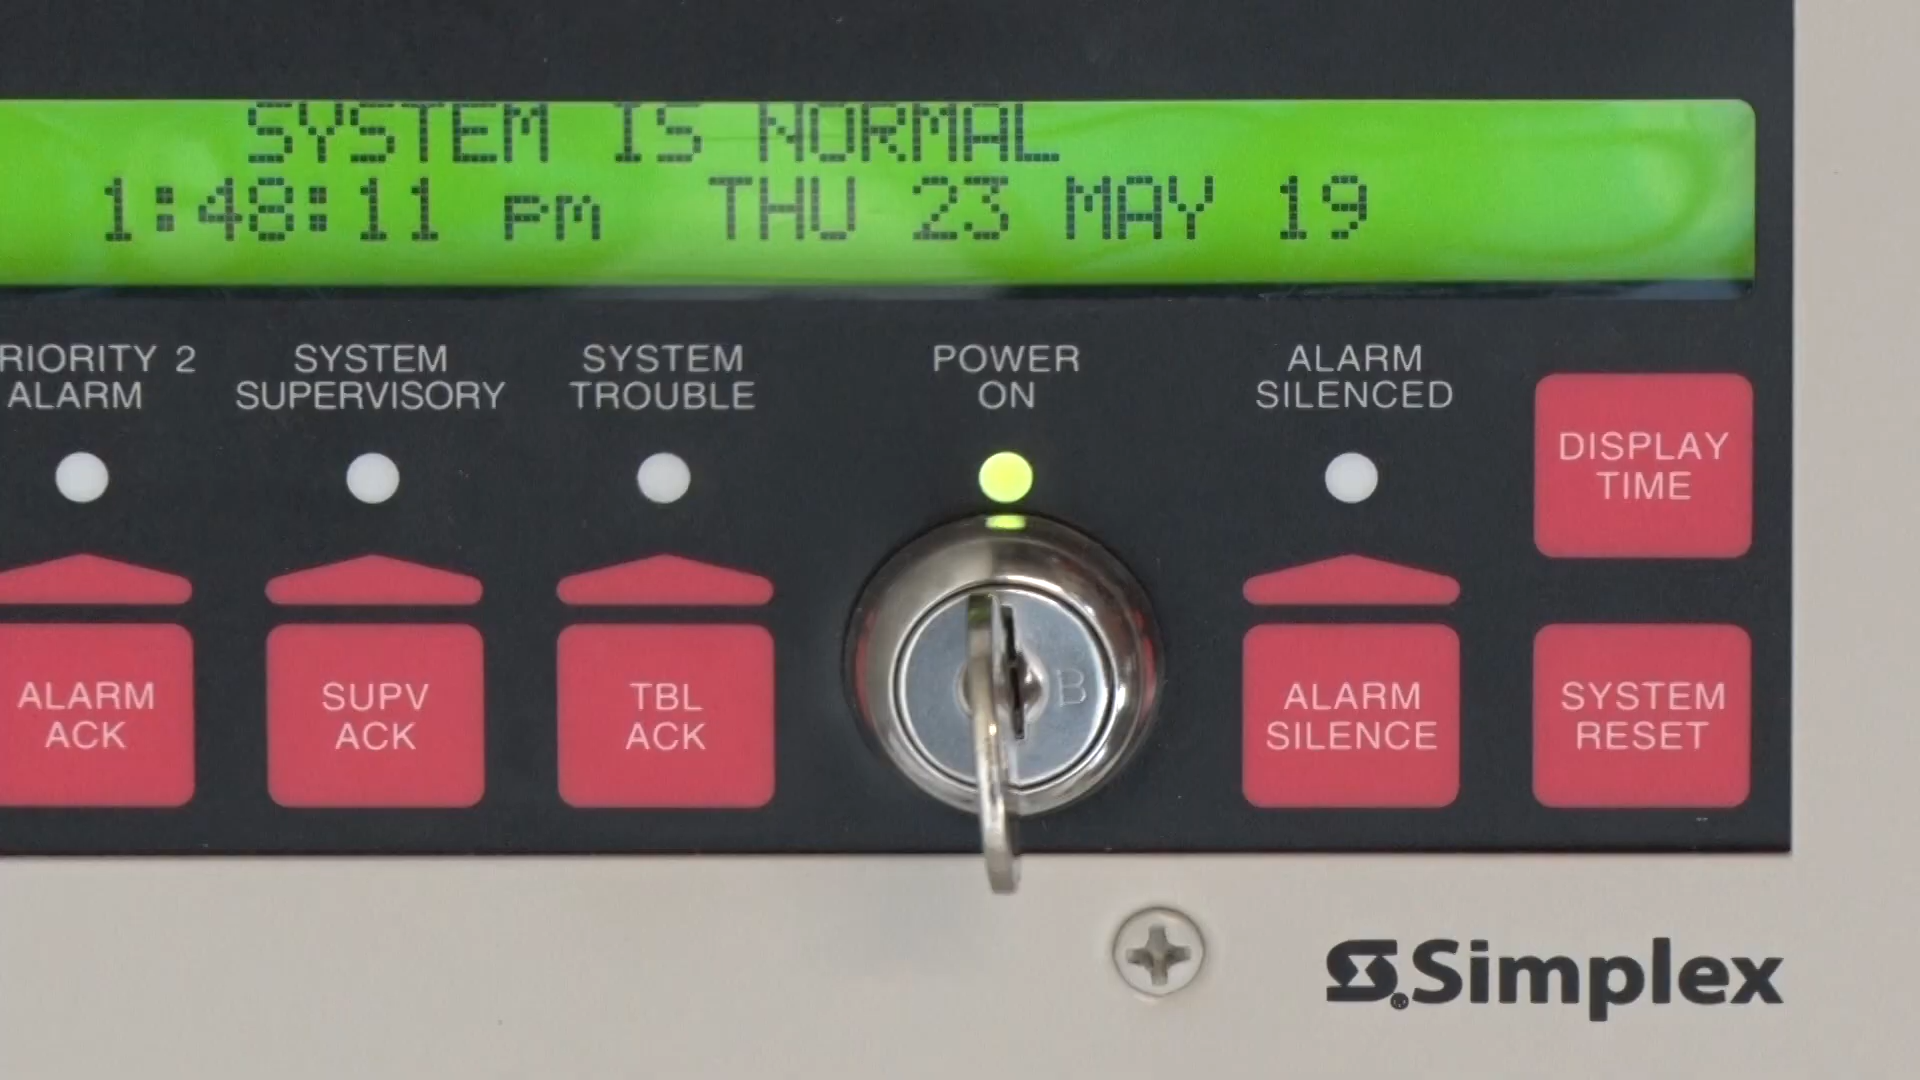 SYSTEM IS NORMAL
1:48:11 pm THU 23 MAY 19
RIORITY 2
ALARM
SYSTEM
SUPERVISORY
SYSTEM
TROUBLE
POWER
ON
ALARM
SILENCED
DISPLAY
TIME
ALARM
ACK
SUPV
ACK
TBL
ACK
B
ALARM
SILENCE
SYSTEM
RESET
Simplex